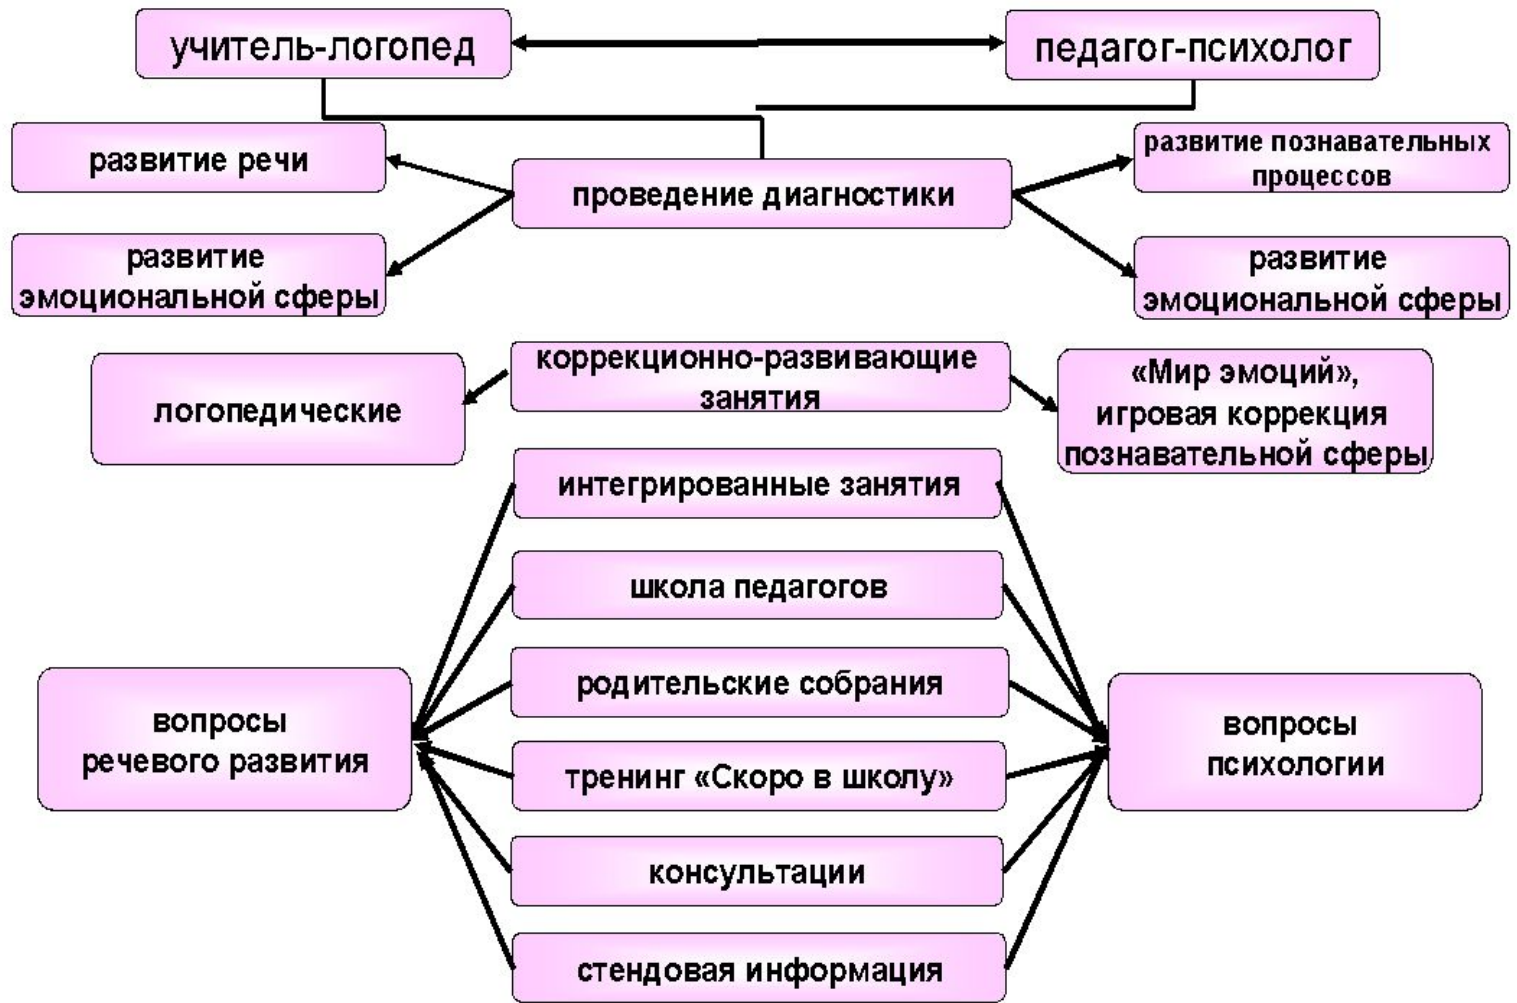 учитель-логопед
педагог-психолог
развитие речи
проведение диагностики
развитие познавательных
процессов
развитие
эмоциональной сферы
развитие
эмоциональной сферы
логопедические
коррекционно-развивающие
занятия
«Мир эмоций»,
игровая коррекция
познавательной сферы
интегрированные занятия
школа педагогов
родительские собрания
тренинг «Скоро в школу»
консультации
стендовая информация
вопросы
речевого развития
вопросы
психологии